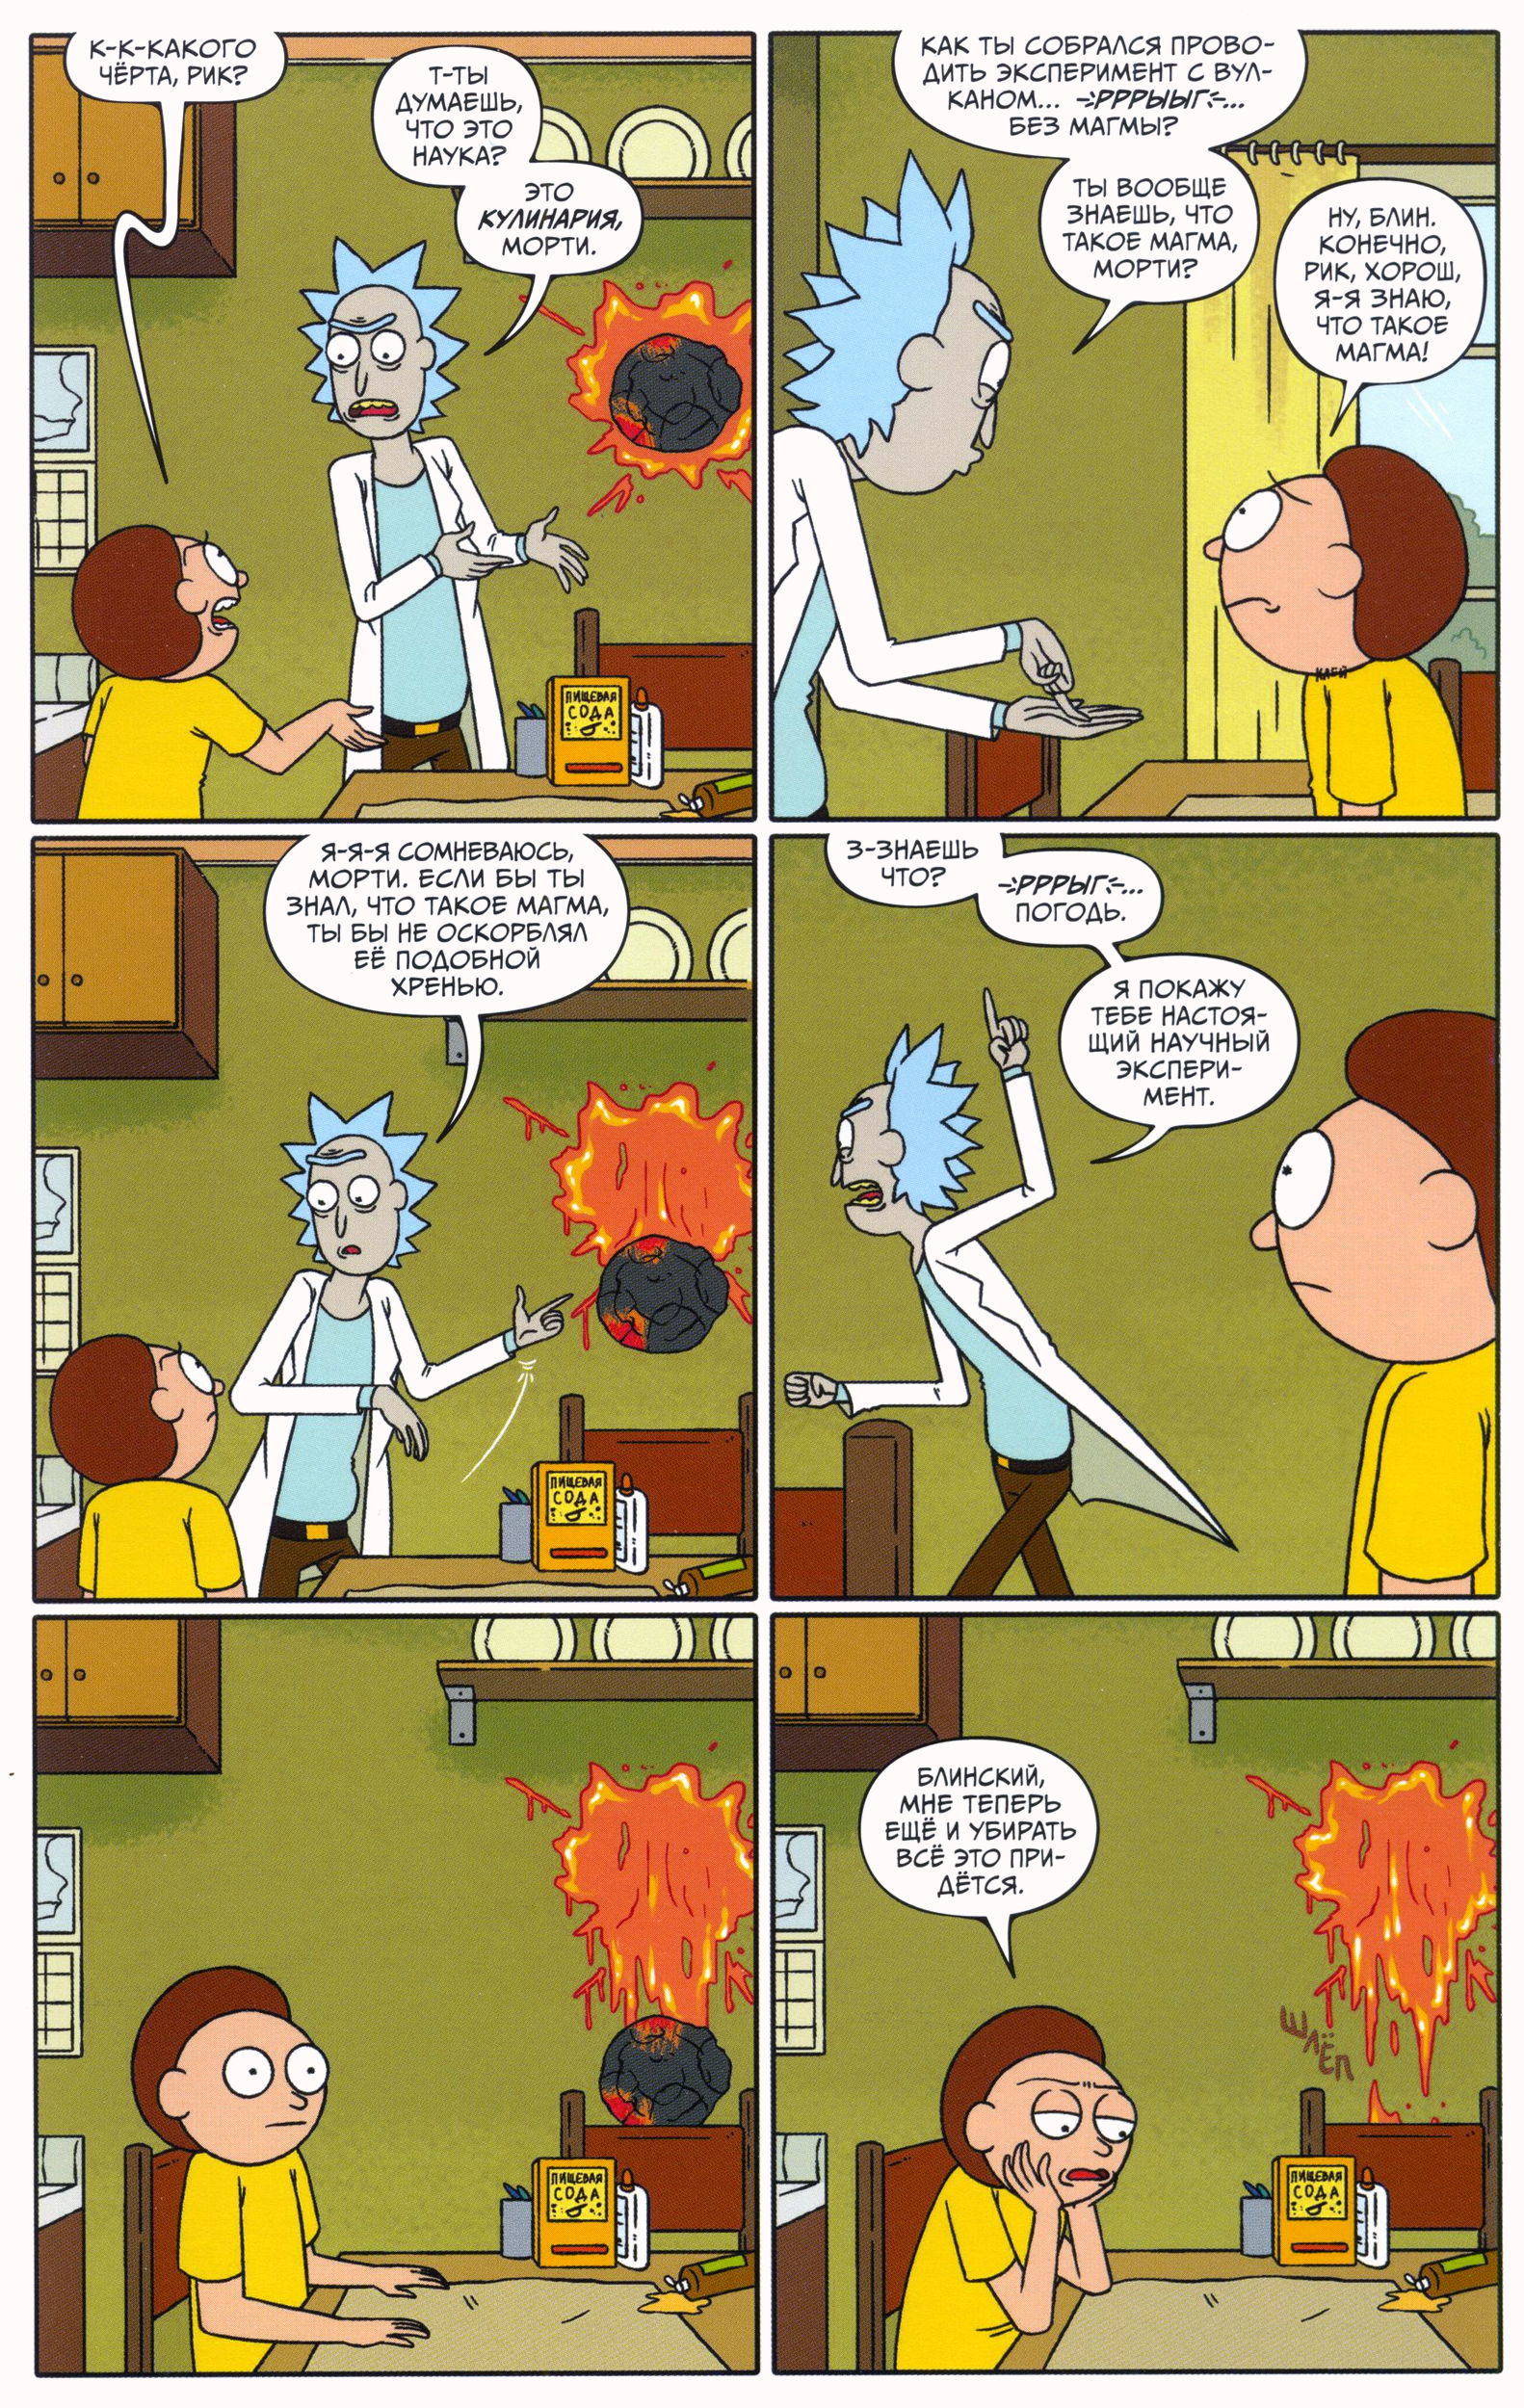 К-К-КАКОГО
ЧЁРТА, РИК?
Т-ТЫ
ДУМАЕШЬ,
ЧТО ЭТО
НАУКА?
ЭТО
КУЛИНАРИЯ,
МОРТИ.
ПИЩЕВАЯ
СОДА
КАК ТЫ СОБРАЛСЯ ПРОВО-
ДИТЬ ЭКСПЕРИМЕНТ С ВУЛ-
КАНОМ... РРРЫЫГ...
БЕЗ МАГМЫ?
ТЫ ВООБЩЕ
ЗНАЕШЬ, ЧТО
ТАКОЕ МАГМА,
МОРТИ?
НУ, БЛИН.
КОНЕЧНО,
РИК, ХОРОШ,
Я-Я ЗНАЮ,
ЧТО ТАКОЕ
МАГМА!
КЛЕЙ
Я-Я-Я СОМНЕВАЮСЬ,
МОРТИ. ЕСЛИ БЫ ТЫ
ЗНАЛ, ЧТО ТАКОЕ МАГМА,
ТЫ БЫ НЕ ОСКОРБЛЯЛ
ЕЁ ПОДОБНОЙ
ХРЕНЬЮ.
ПИЩЕВАЯ
СОДА
З-ЗНАЕШЬ
ЧТО?
РРРЫГ...
ПОГОДЬ.
Я ПОКАЖУ
ТЕБЕ НАСТОЯ-
ЩИЙ НАУЧНЫЙ
ЭКСПЕРИ-
МЕНТ.
ПИЩЕВАЯ
СОДА
БЛИНСКИЙ,
МНЕ ТЕПЕРЬ
ЕЩЁ И УБИРАТЬ
ВСЁ ЭТО ПРИ-
ДЁТСЯ.
ШЛЁП
ПИЩЕВАЯ
СОДА